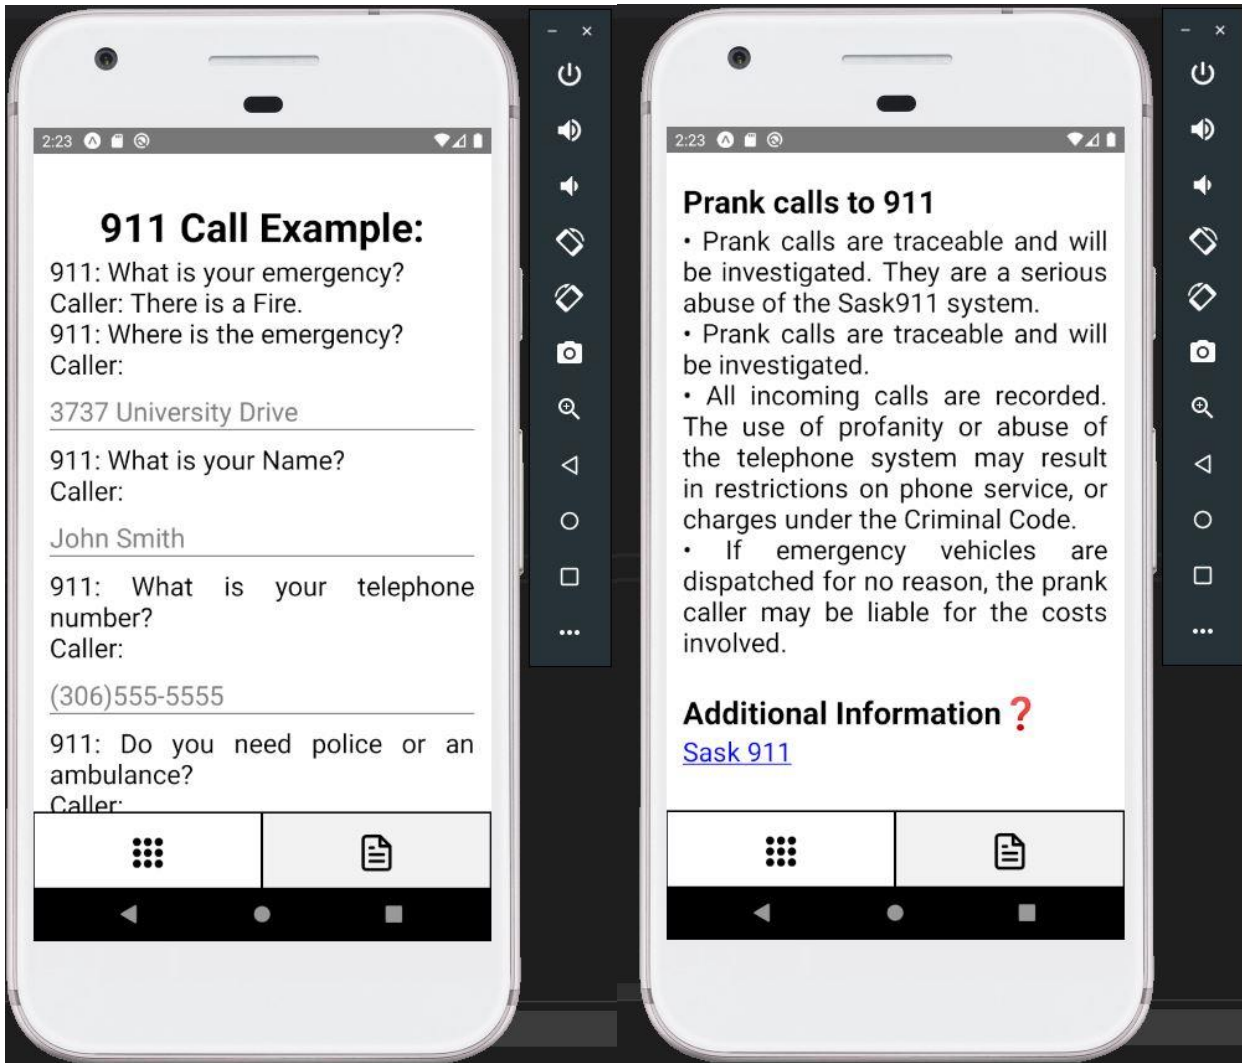 2:23
911 Call Example:
911: What is your emergency?
Caller: There is a Fire.
911: Where is the emergency?
Caller:
3737 University Drive
911: What is your Name?
Caller:
John Smith
911: What is your telephone
number?
Caller:
(306)555-5555
911: Do you need police or an
ambulance?
Caller:
2:23
Prank calls to 911
• Prank calls are traceable and will
be investigated. They are a serious
abuse of the Sask911 system.
• Prank calls are traceable and will
be investigated.
• All incoming calls are recorded.
The use of profanity or abuse of
the telephone system may result
in restrictions on phone service, or
charges under the Criminal Code.
• If emergency vehicles are
dispatched for no reason, the prank
caller may be liable for the costs
involved.
Additional Information❓
Sask 911